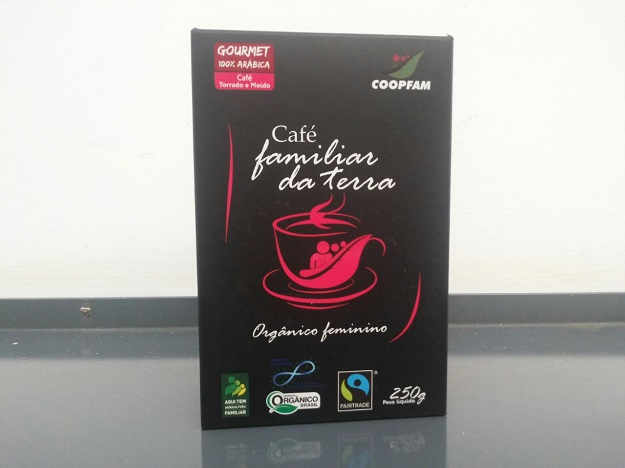 GOURMET
100% ARÁBICA
Café
Torrado e Moído
COOPFAM
Café
familiar
da terra
Orgânico feminino
AQUI TEM
AGRICULTURA
FAMILIAR
ORGÂNICO
BRASIL
FAIRTRADE
®
250g
Peso líquido